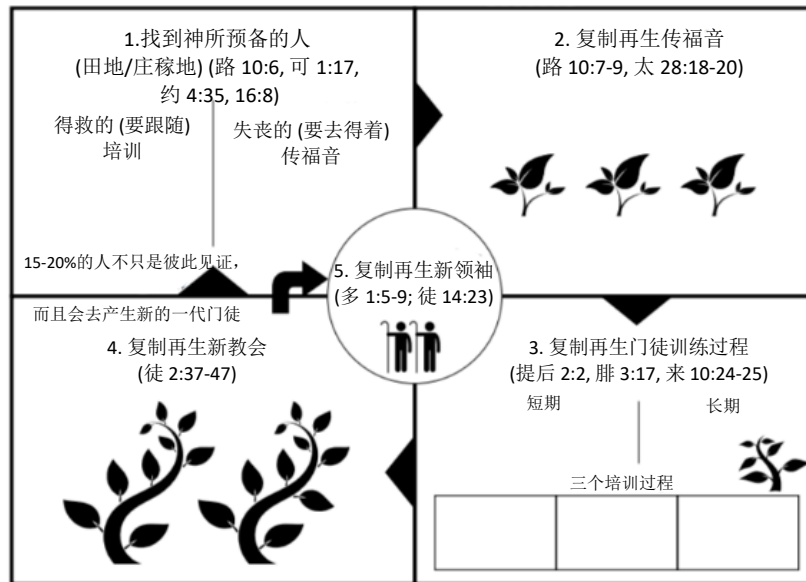 1.找到神所预备的人
(田地/庄稼地) (路 10:6, 可 1:17,
约 4:35, 16:8)
得救的 (要跟随)
培训
失丧的 (要去得着)
传福音
15-20%的人不只是彼此见证，
而且会去产生新的一代门徒
2. 复制再生传福音
(路 10:7-9, 太 28:18-20)
3. 复制再生门徒训练过程
(提后 2:2, 腓 3:17, 来 10:24-25)
短期
长期
三个培训过程
4. 复制再生新教会
(徒 2:37-47)
5. 复制再生新领袖
(多 1:5-9; 徒 14:23)